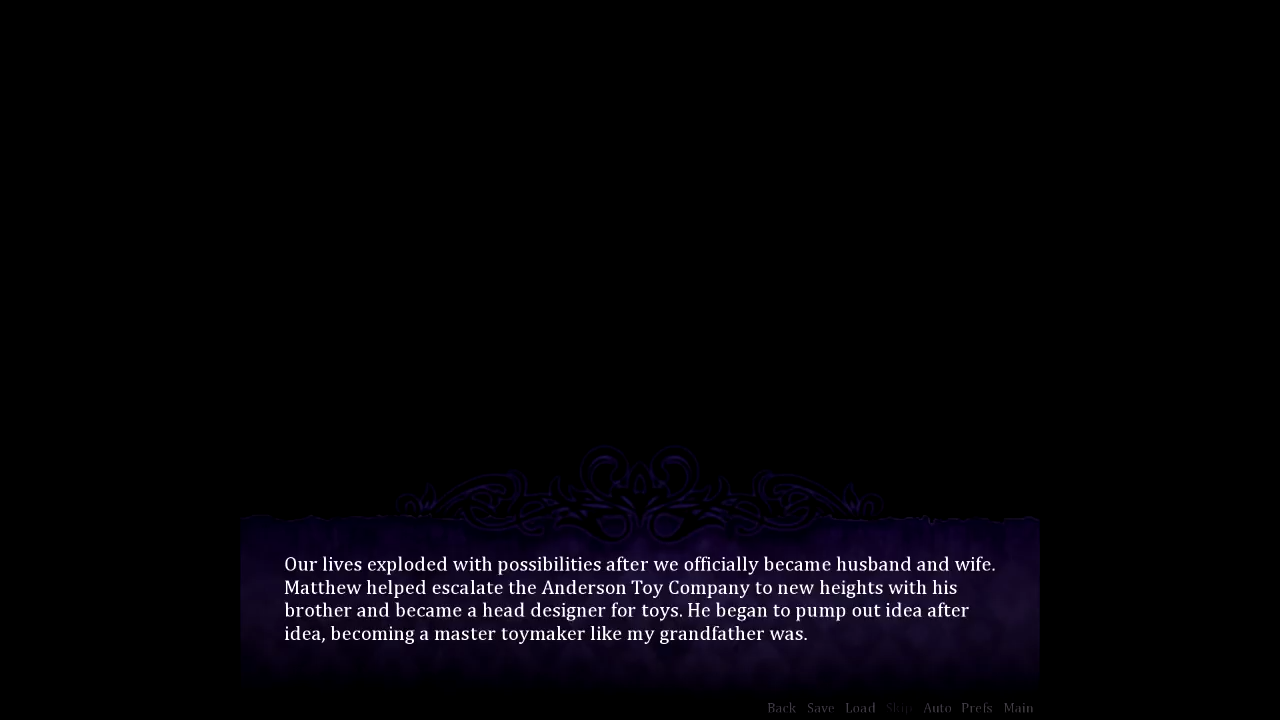 Our lives exploded with possibilities after we officially became husband and wife.
Matthew helped escalate the Anderson Toy Company to new heights with his
brother and became a head designer for toys. He began to pump out idea after
idea, becoming a master toymaker like my grandfather was.
Back Save Load Skip Auto Prefs Main